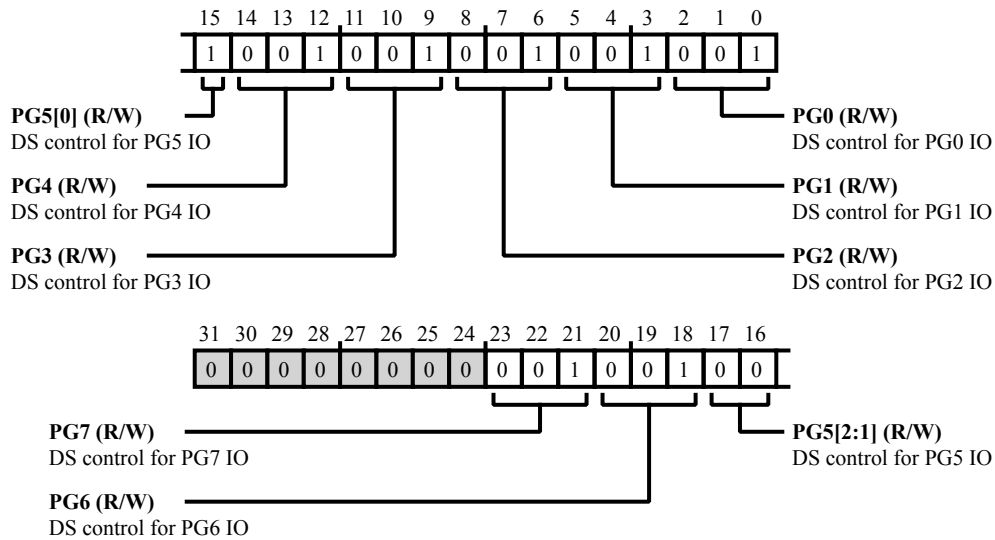 15 14 13 12 11 10 9 8 7 6 5 4 3 2 1 0
1 0 0 1 0 0 1 0 0 1 0 0 1 0 0 1
PG5[0] (R/W)
DS control for PG5 IO
PG0 (R/W)
DS control for PG0 IO
PG4 (R/W)
DS control for PG4 IO
PG1 (R/W)
DS control for PG1 IO
PG3 (R/W)
DS control for PG3 IO
PG2 (R/W)
DS control for PG2 IO
31 30 29 28 27 26 25 24 23 22 21 20 19 18 17 16
0 0 0 0 0 0 0 0 0 0 1 0 0 1 0 0
PG7 (R/W)
DS control for PG7 IO
PG5[2:1] (R/W)
DS control for PG5 IO
PG6 (R/W)
DS control for PG6 IO